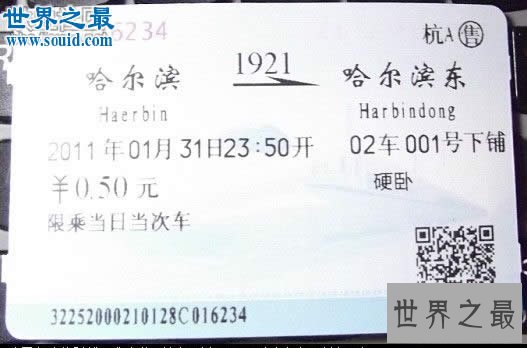 世界之最
www.souid.com
6234
杭A 售
哈尔滨 1921 哈尔滨东
Haerbin Harbindong
2011年01月31日23:50开 02车001号下铺
¥0.50元 硬卧
限乘当日当次车
32252000210128C016234
世界之最